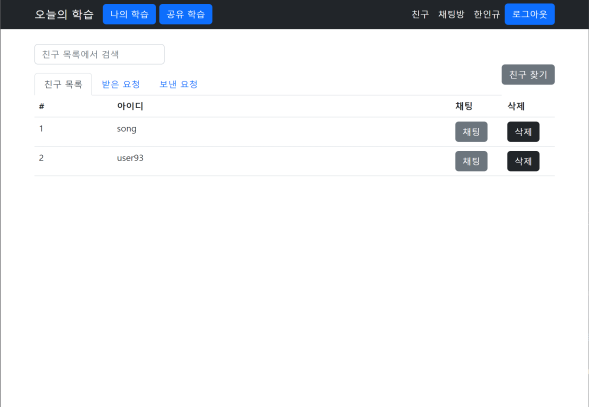 오늘의 학습 나의 학습 공유 학습 친구 채팅방 한인규 로그아웃
친구 목록에서 검색
친구 찾기
친구 목록 받은 요청 보낸 요청
# 아이디 채팅 삭제
1 song 채팅 삭제
2 user93 채팅 삭제